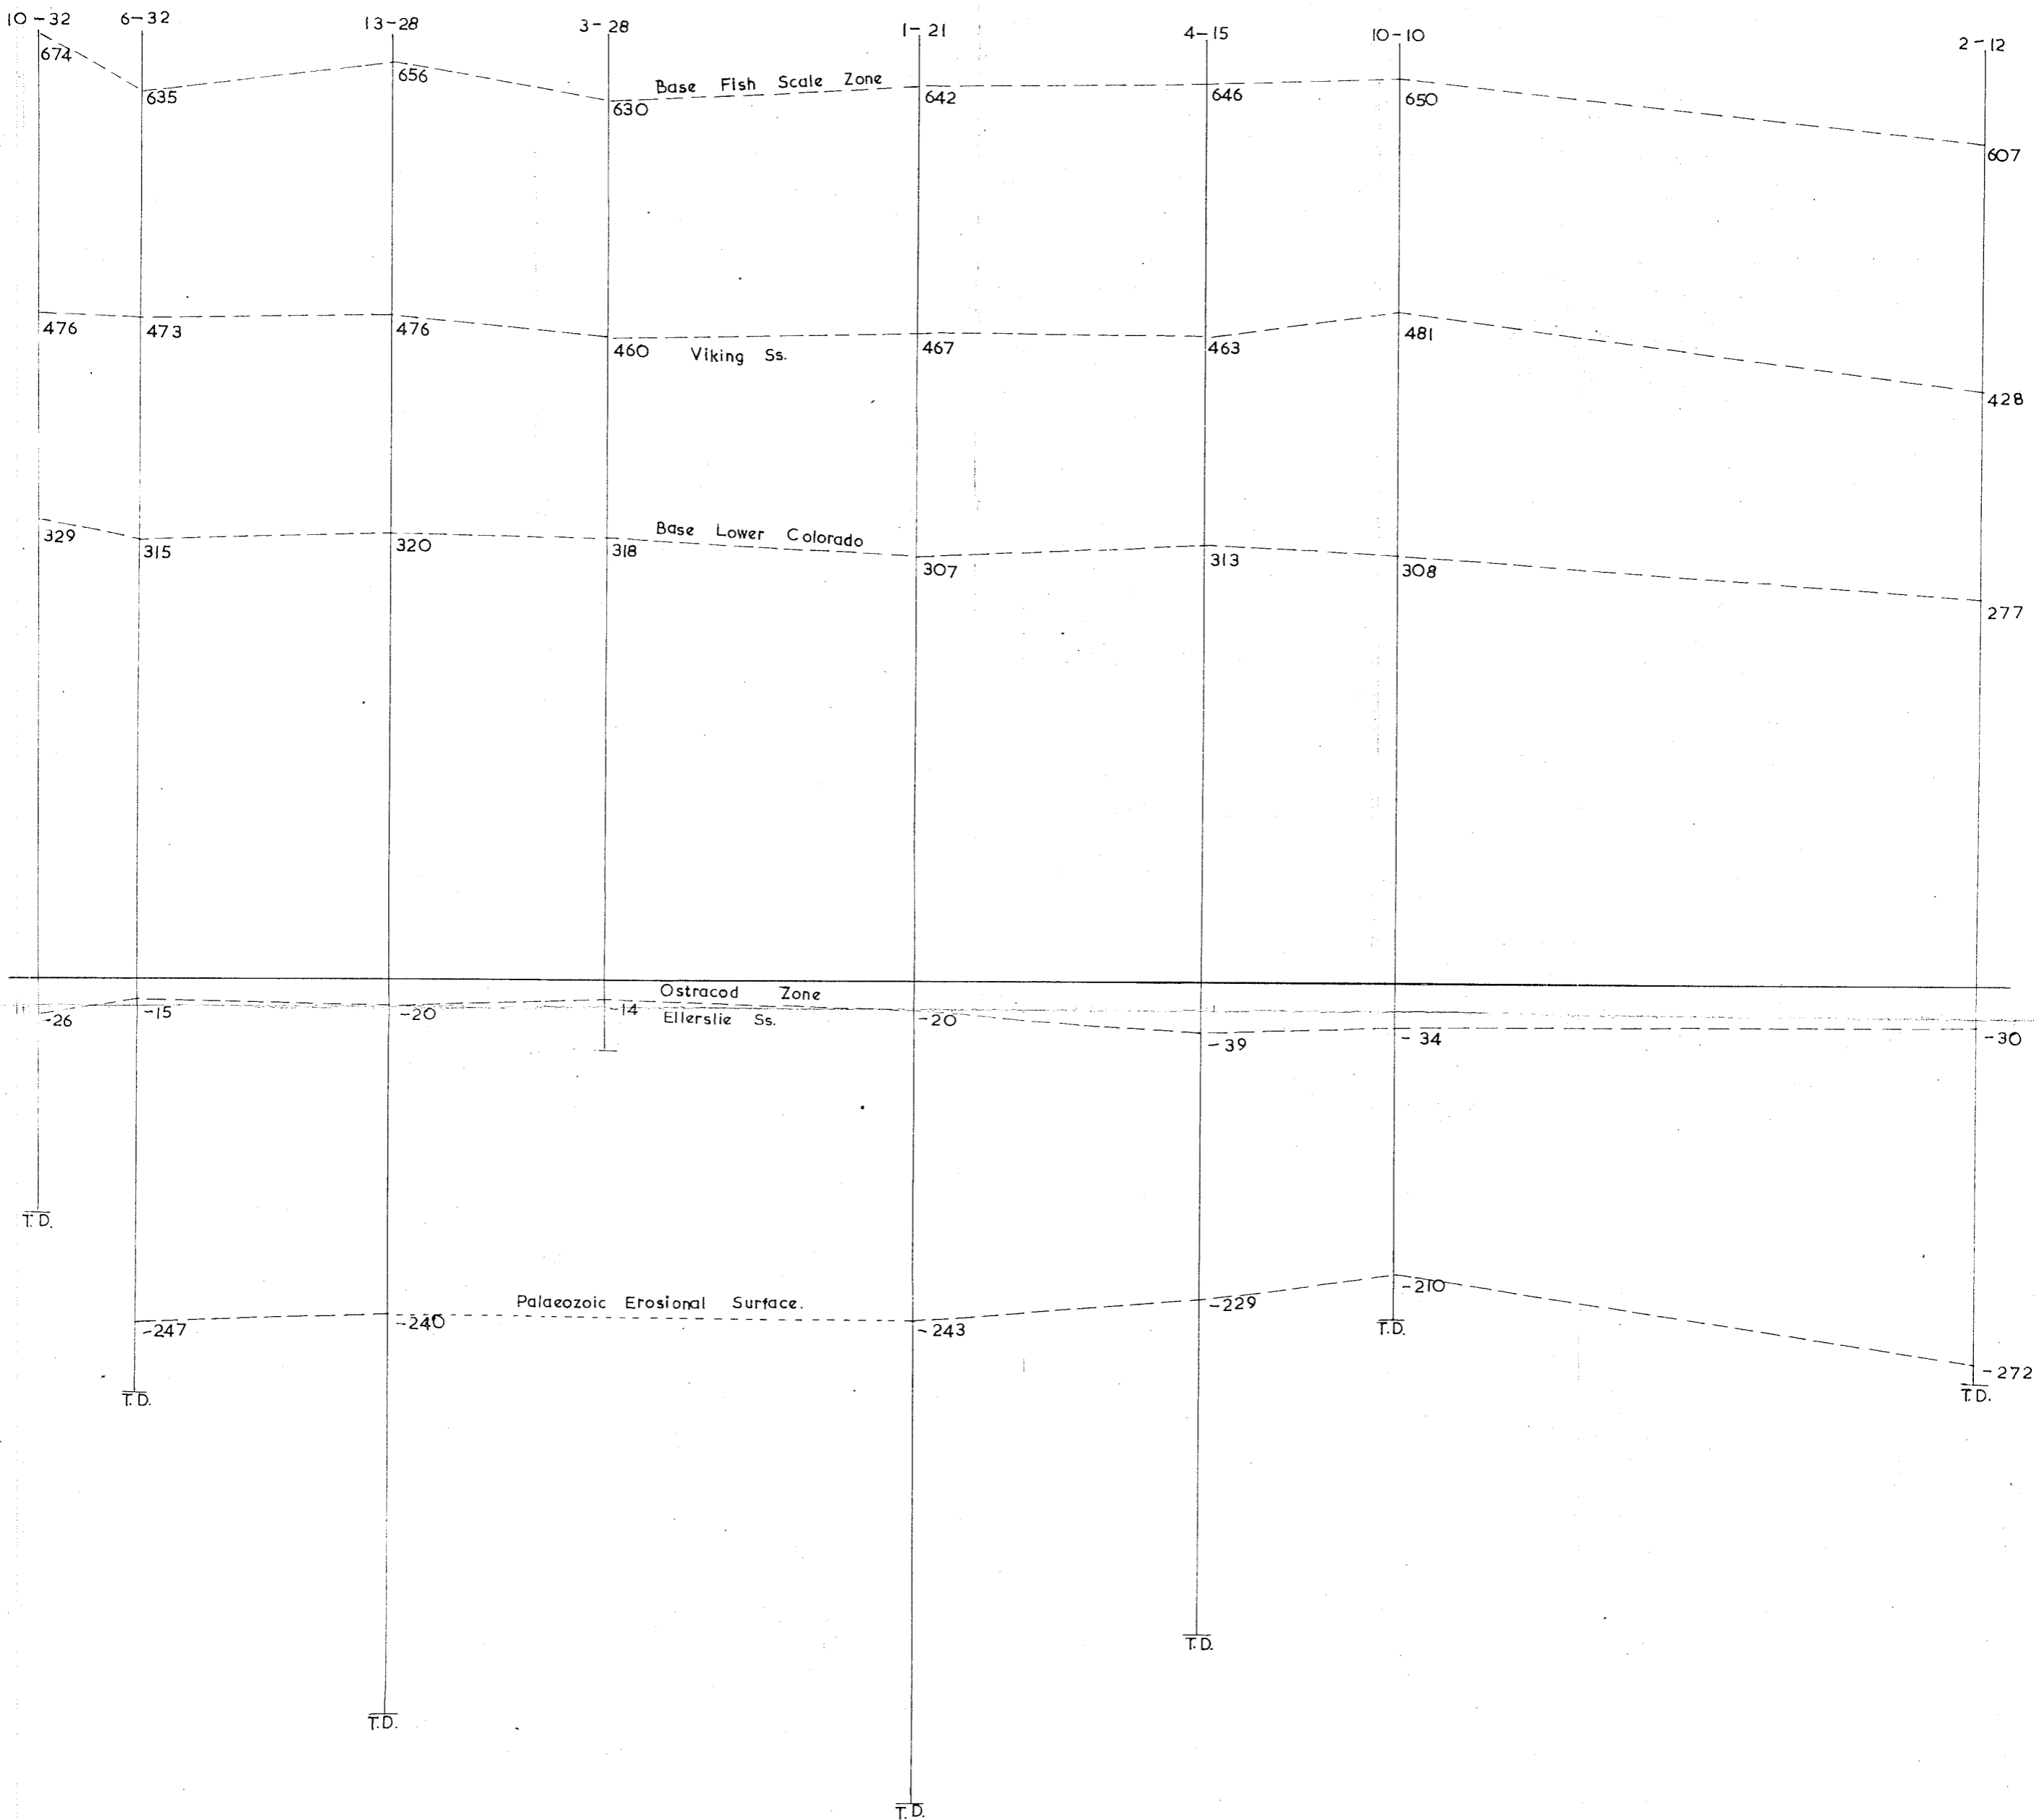 10-32 6-32 13-28 3-28 1-21 4-15 10-10 2-12
674 635 656 630 Base Fish Scale Zone 642 646 650 607
476 473 476 460 Viking Ss. 467 463 481 428
329 315 320 318 Base Lower Colorado 307 313 308 277
Ostracod Zone
-26 -15 -20 -14 Ellerslie Ss. -20 -39 -34 -30
T.D.
-247 -240 Palaeozoic Erosional Surface. -243 -229 -210 -272
T.D.
T.D.
T.D.
T.D.
T.D.
T.D.